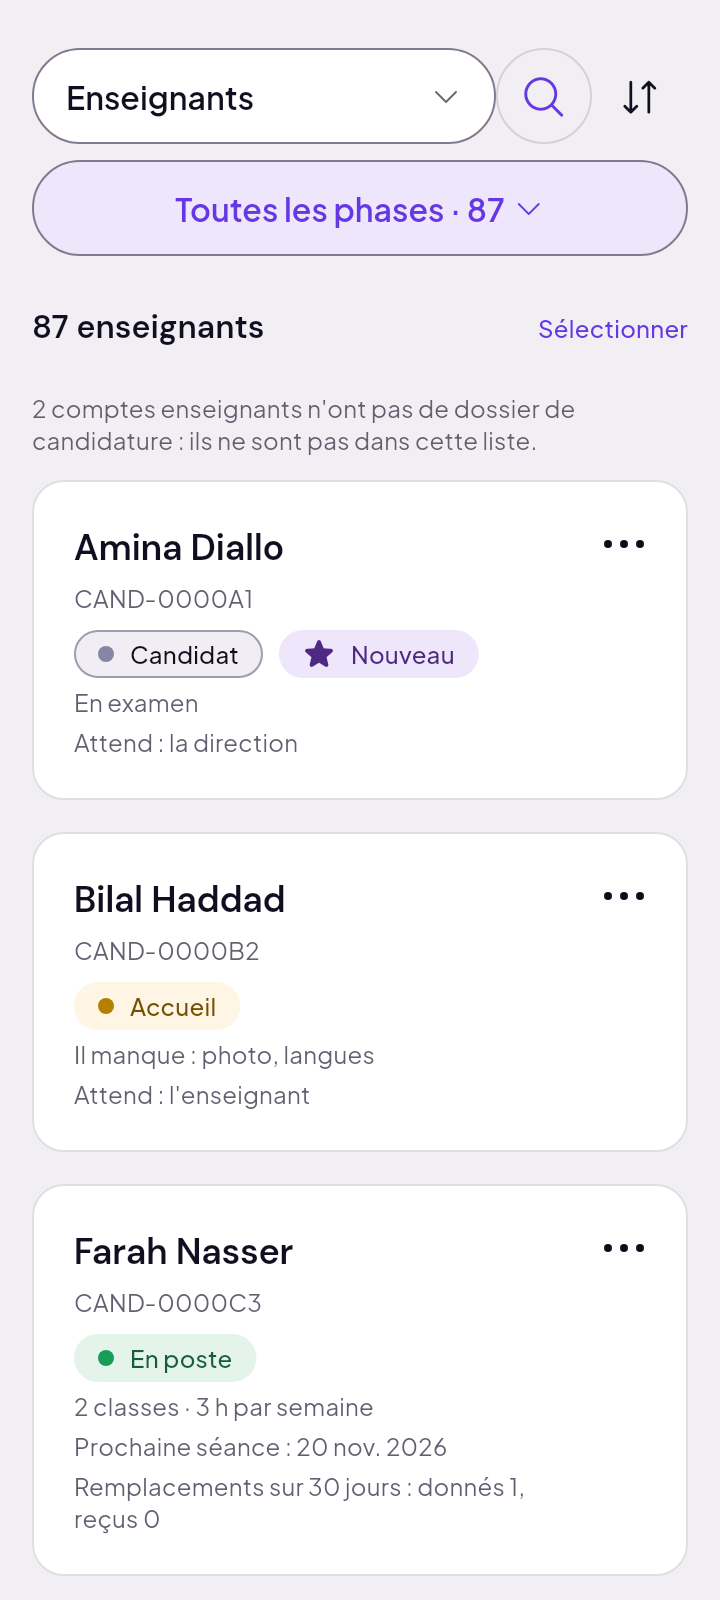 Enseignants
Toutes les phases · 87
87 enseignants
Sélectionner
2 comptes enseignants n'ont pas de dossier de
candidature : ils ne sont pas dans cette liste.
Amina Diallo
CAND-0000A1
Candidat
Nouveau
En examen
Attend : la direction
Bilal Haddad
CAND-0000B2
Accueil
Il manque : photo, langues
Attend : l'enseignant
Farah Nasser
CAND-0000C3
En poste
2 classes · 3 h par semaine
Prochaine séance : 20 nov. 2026
Remplacements sur 30 jours : donnés 1,
reçus 0